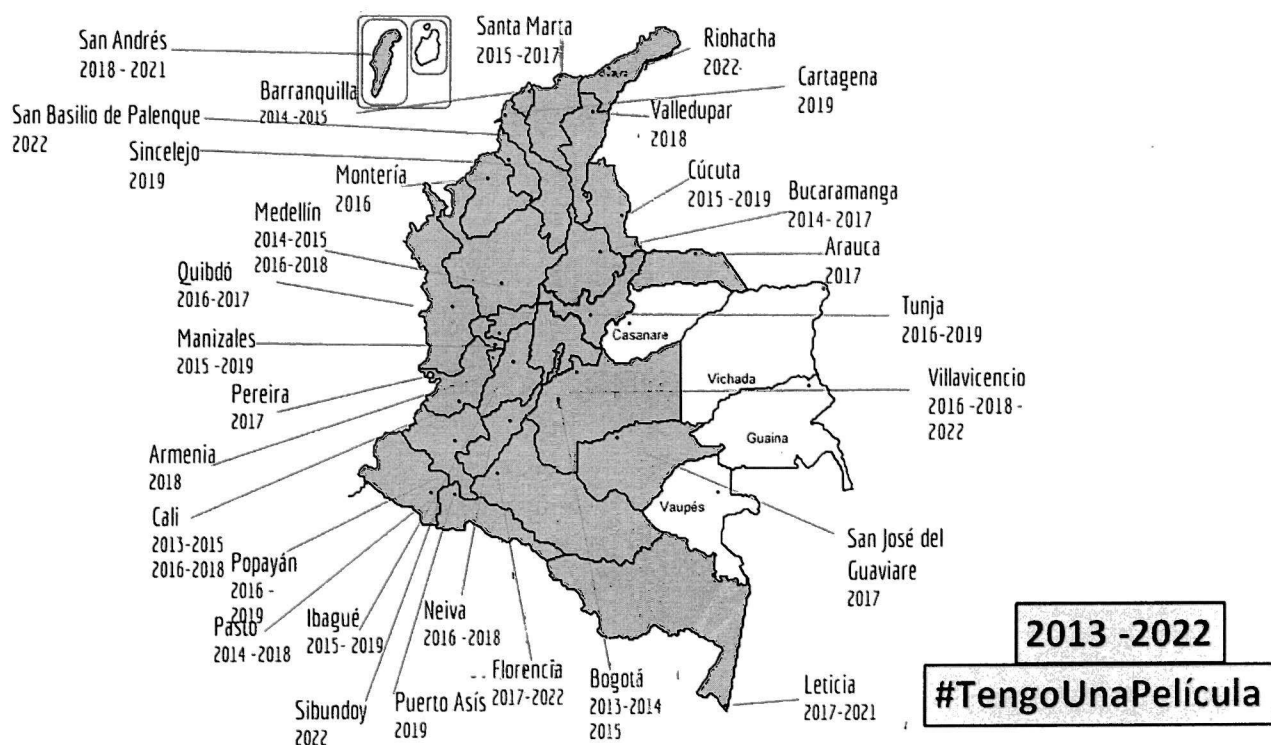 San Andrés
2018 - 2021
Santa Marta
2015 -2017
Riohacha
2022-
Barranquilla
2014 -2015
Cartagena
2019
San Basilio de Palenque
2022
Valledupar
2018
Sincelejo
2019
Montería
2016
Cúcuta
2015 -2019
Bucaramanga
2014- 2017
Medellín
2014-2015
2016-2018
Arauca
2017
Quibdó
2016-2017
Tunja
2016-2019
Casanare
Manizales
2015 -2019
Vichada
Villavicencio
2016 -2018 -
2022
Pereira
2017
Guaina
Armenia
2018
Vaupés
Cali
2013-2015
2016-2018
San José del
Guaviare
2017
Popayán
2016 -
2019
Pasto
2014 -2018
Ibagué
2015- 2019
Neiva
2016 -2018
Florencia
2017-2022
Bogotá
2013-2014
2015
Leticia
2017-2021
Sibundoy
2022
Puerto Asís
2019
2013 -2022
#TengoUnaPelícula